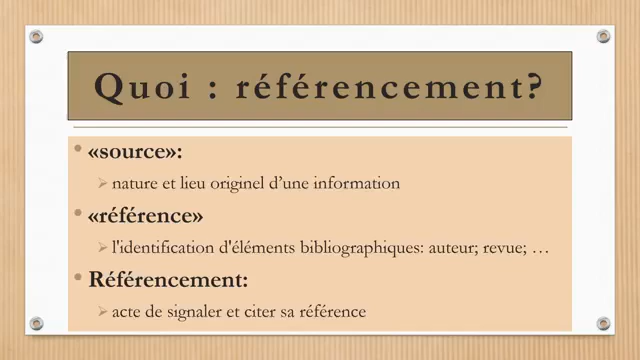 Quoi : référencement?
• «source»:
➢ nature et lieu originel d’une information
• «référence»
➢ l'identification d'éléments bibliographiques: auteur; revue; …
• Référencement:
➢ acte de signaler et citer sa référence